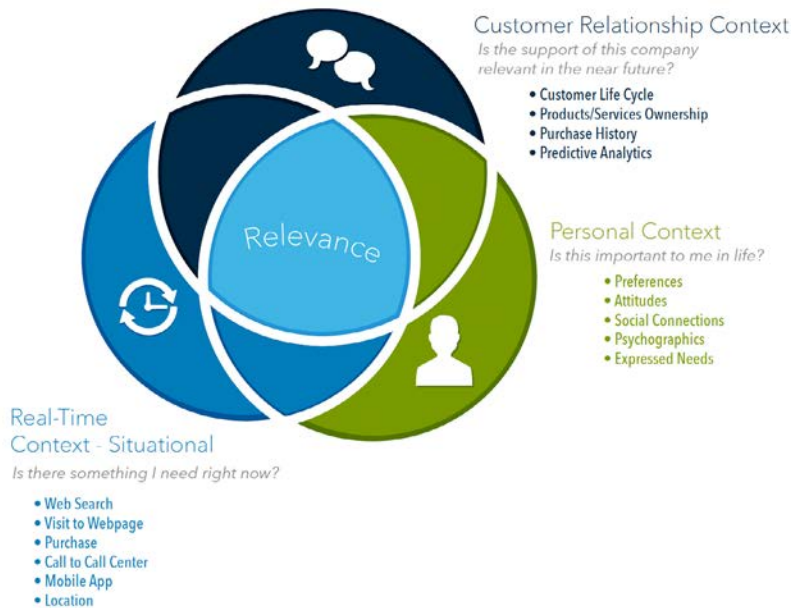 Customer Relationship Context
Is the support of this company
relevant in the near future?
• Customer Life Cycle
• Products/Services Ownership
• Purchase History
• Predictive Analytics
Relevance
Personal Context
Is this important to me in life?
• Preferences
• Attitudes
• Social Connections
• Psychographics
• Expressed Needs
Real-Time
Context - Situational
Is there something I need right now?
• Web Search
• Visit to Webpage
• Purchase
• Call to Call Center
• Mobile App
• Location